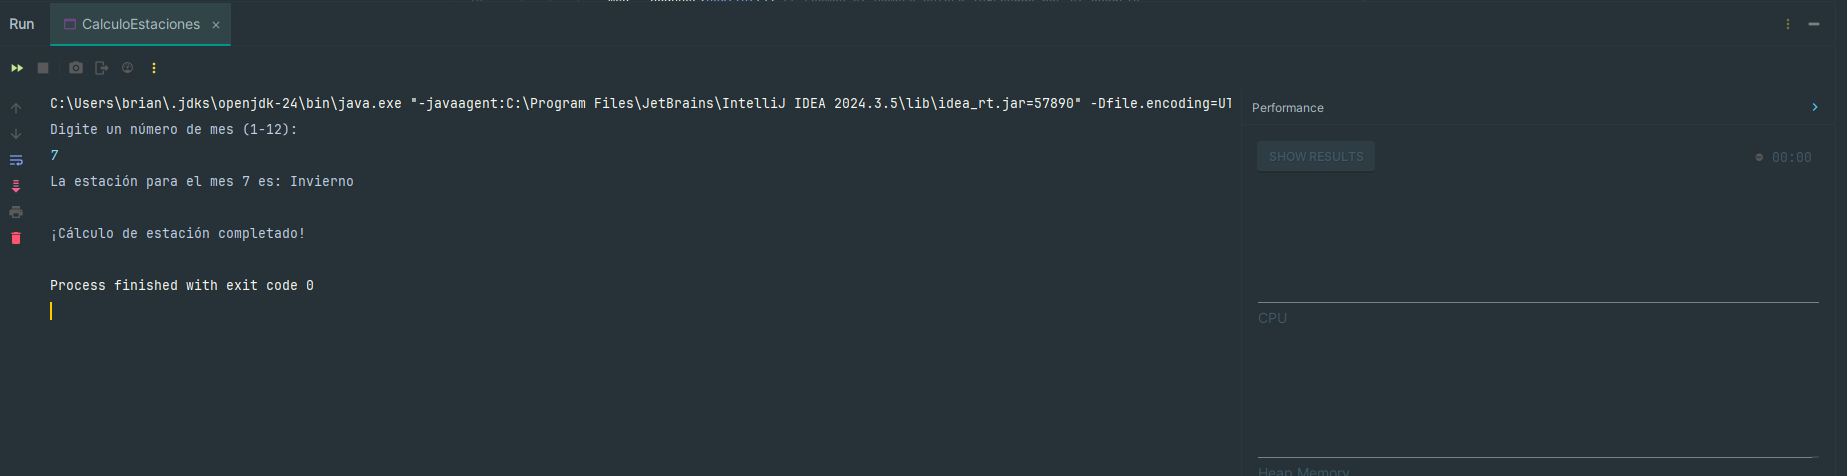 Run CalculoEstaciones ×
C:\Users\brian\.jdks\openjdk-24\bin\java.exe "-javaagent:C:\Program Files\JetBrains\IntelliJ IDEA 2024.3.5\lib\idea_rt.jar=57890" -Dfile.encoding=UT
Digite un número de mes (1-12):
7
La estación para el mes 7 es: Invierno
¡Cálculo de estación completado!
Process finished with exit code 0
Performance
SHOW RESULTS 00:00
CPU
Heap Memory